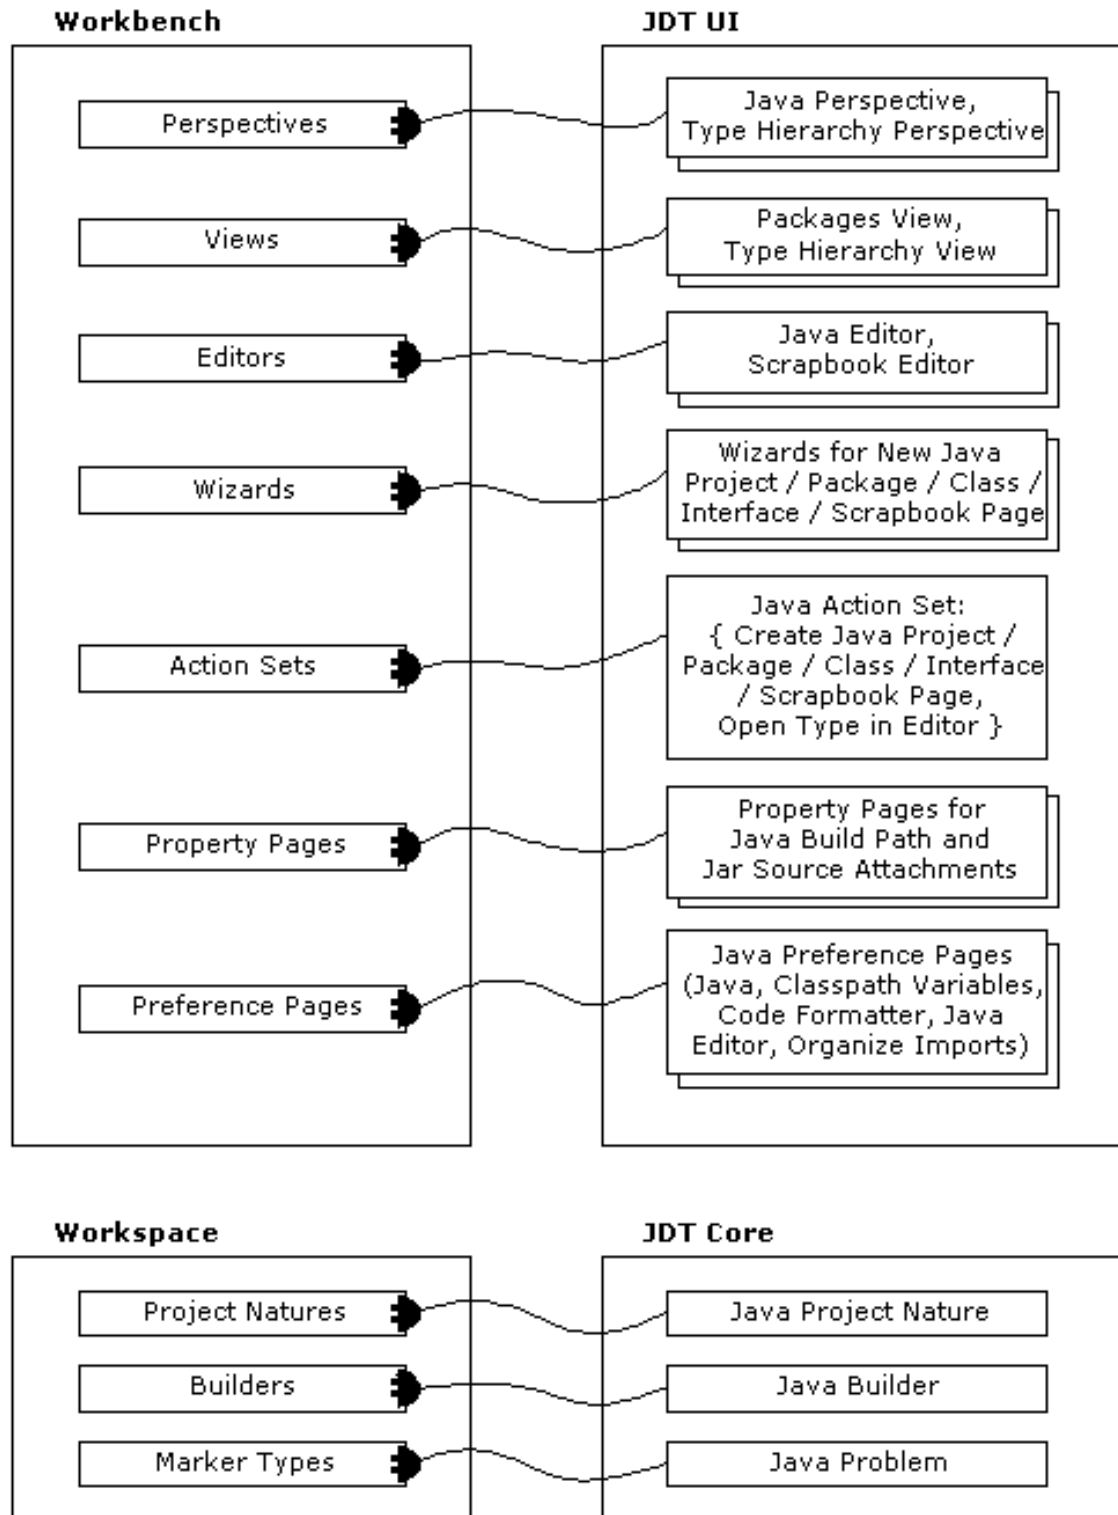 Workbench
JDT UI
Perspectives
Java Perspective,
Type Hierarchy Perspective
Views
Packages View,
Type Hierarchy View
Editors
Java Editor,
Scrapbook Editor
Wizards
Wizards for New Java
Project / Package / Class /
Interface / Scrapbook Page
Action Sets
Java Action Set:
{ Create Java Project /
Package / Class / Interface
/ Scrapbook Page,
Open Type in Editor }
Property Pages
Property Pages for
Java Build Path and
Jar Source Attachments
Preference Pages
Java Preference Pages
(Java, Classpath Variables,
Code Formatter, Java
Editor, Organize Imports)
Workspace
JDT Core
Project Natures
Java Project Nature
Builders
Java Builder
Marker Types
Java Problem